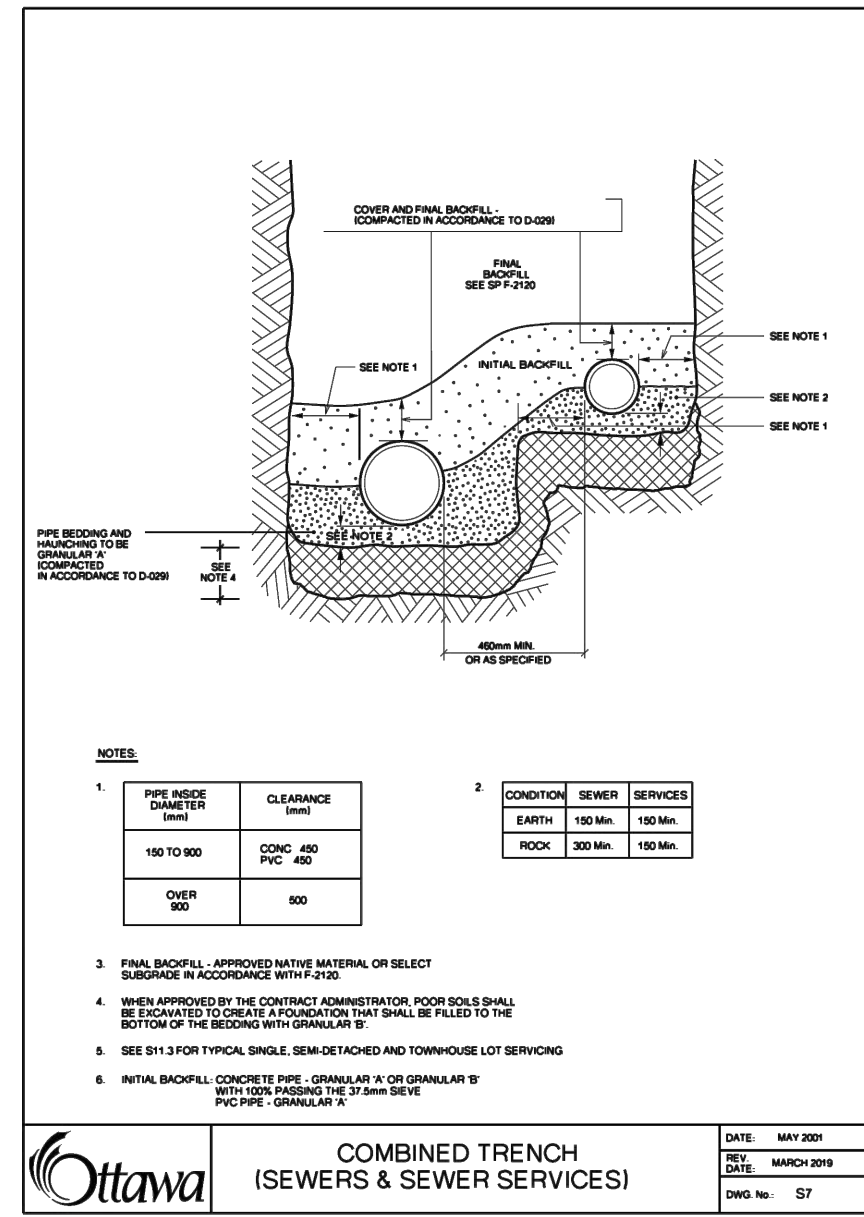 COVER AND FINAL BACKFILL -
(COMPACTED IN ACCORDANCE TO D-029)
FINAL
BACKFILL
SEE SP F-2120
SEE NOTE 1
SEE NOTE 1
INITIAL BACKFILL
SEE NOTE 2
SEE NOTE 1
PIPE BEDDING AND
HAUNCHING TO BE
GRANULAR 'A'
(COMPACTED
IN ACCORDANCE TO D-029)
SEE NOTE 2
SEE
NOTE 4
460mm MIN.
OR AS SPECIFIED
NOTES:
1.
PIPE INSIDE
DIAMETER
(mm)
CLEARANCE
(mm)
150 TO 900
CONC 450
PVC 450
OVER
900
500
2.
CONDITION SEWER SERVICES
EARTH 150 Min. 150 Min.
ROCK 300 Min. 150 Min.
3. FINAL BACKFILL - APPROVED NATIVE MATERIAL OR SELECT
SUBGRADE IN ACCORDANCE WITH F-2120.
4. WHEN APPROVED BY THE CONTRACT ADMINISTRATOR, POOR SOILS SHALL
BE EXCAVATED TO CREATE A FOUNDATION THAT SHALL BE FILLED TO THE
BOTTOM OF THE BEDDING WITH GRANULAR 'B'.
5. SEE S11.3 FOR TYPICAL SINGLE, SEMI-DETACHED AND TOWNHOUSE LOT SERVICING
6. INITIAL BACKFILL: CONCRETE PIPE - GRANULAR 'A' OR GRANULAR 'B'
WITH 100% PASSING THE 37.5mm SIEVE
PVC PIPE - GRANULAR 'A'
Ottawa
COMBINED TRENCH
(SEWERS & SEWER SERVICES)
DATE: MAY 2001
REV.
DATE: MARCH 2019
DWG. No.: S7